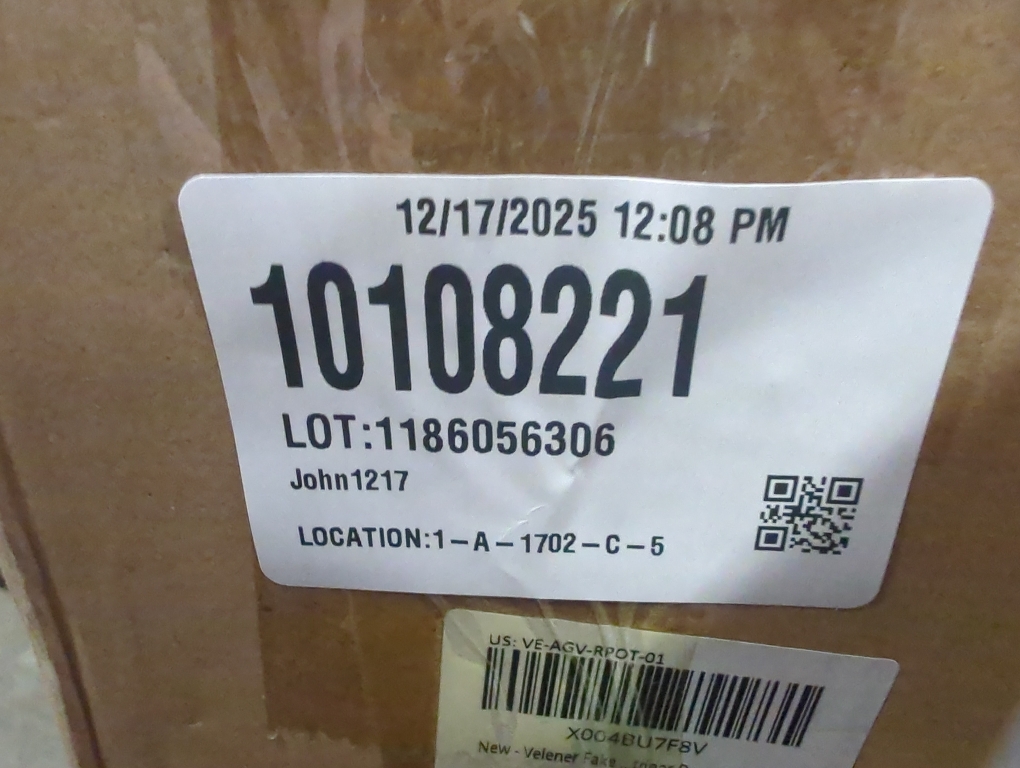 12/17/2025 12:08 PM
10108221
LOT:1186056306
John1217
LOCATION:1-A-1702-C-5
US: VE-AGV-RPOT-01
X004BU7F8V
New - Velener Fake